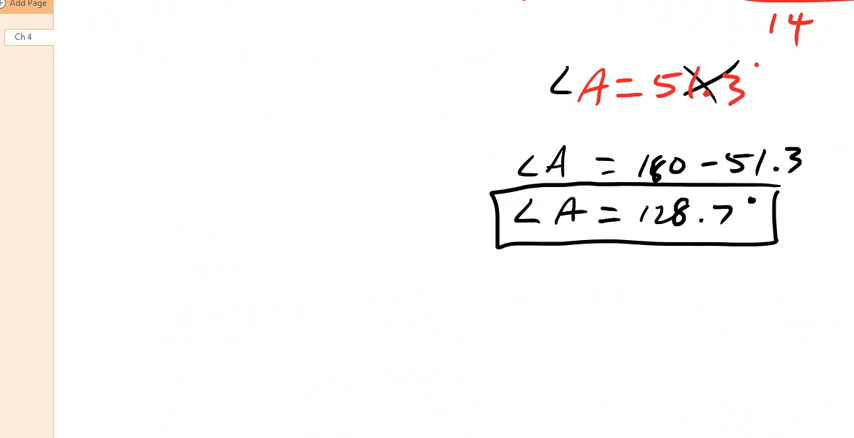 Add Page
Ch 4
14
∠A = 51.3°
∠A = 180 - 51.3
∠A = 128.7°